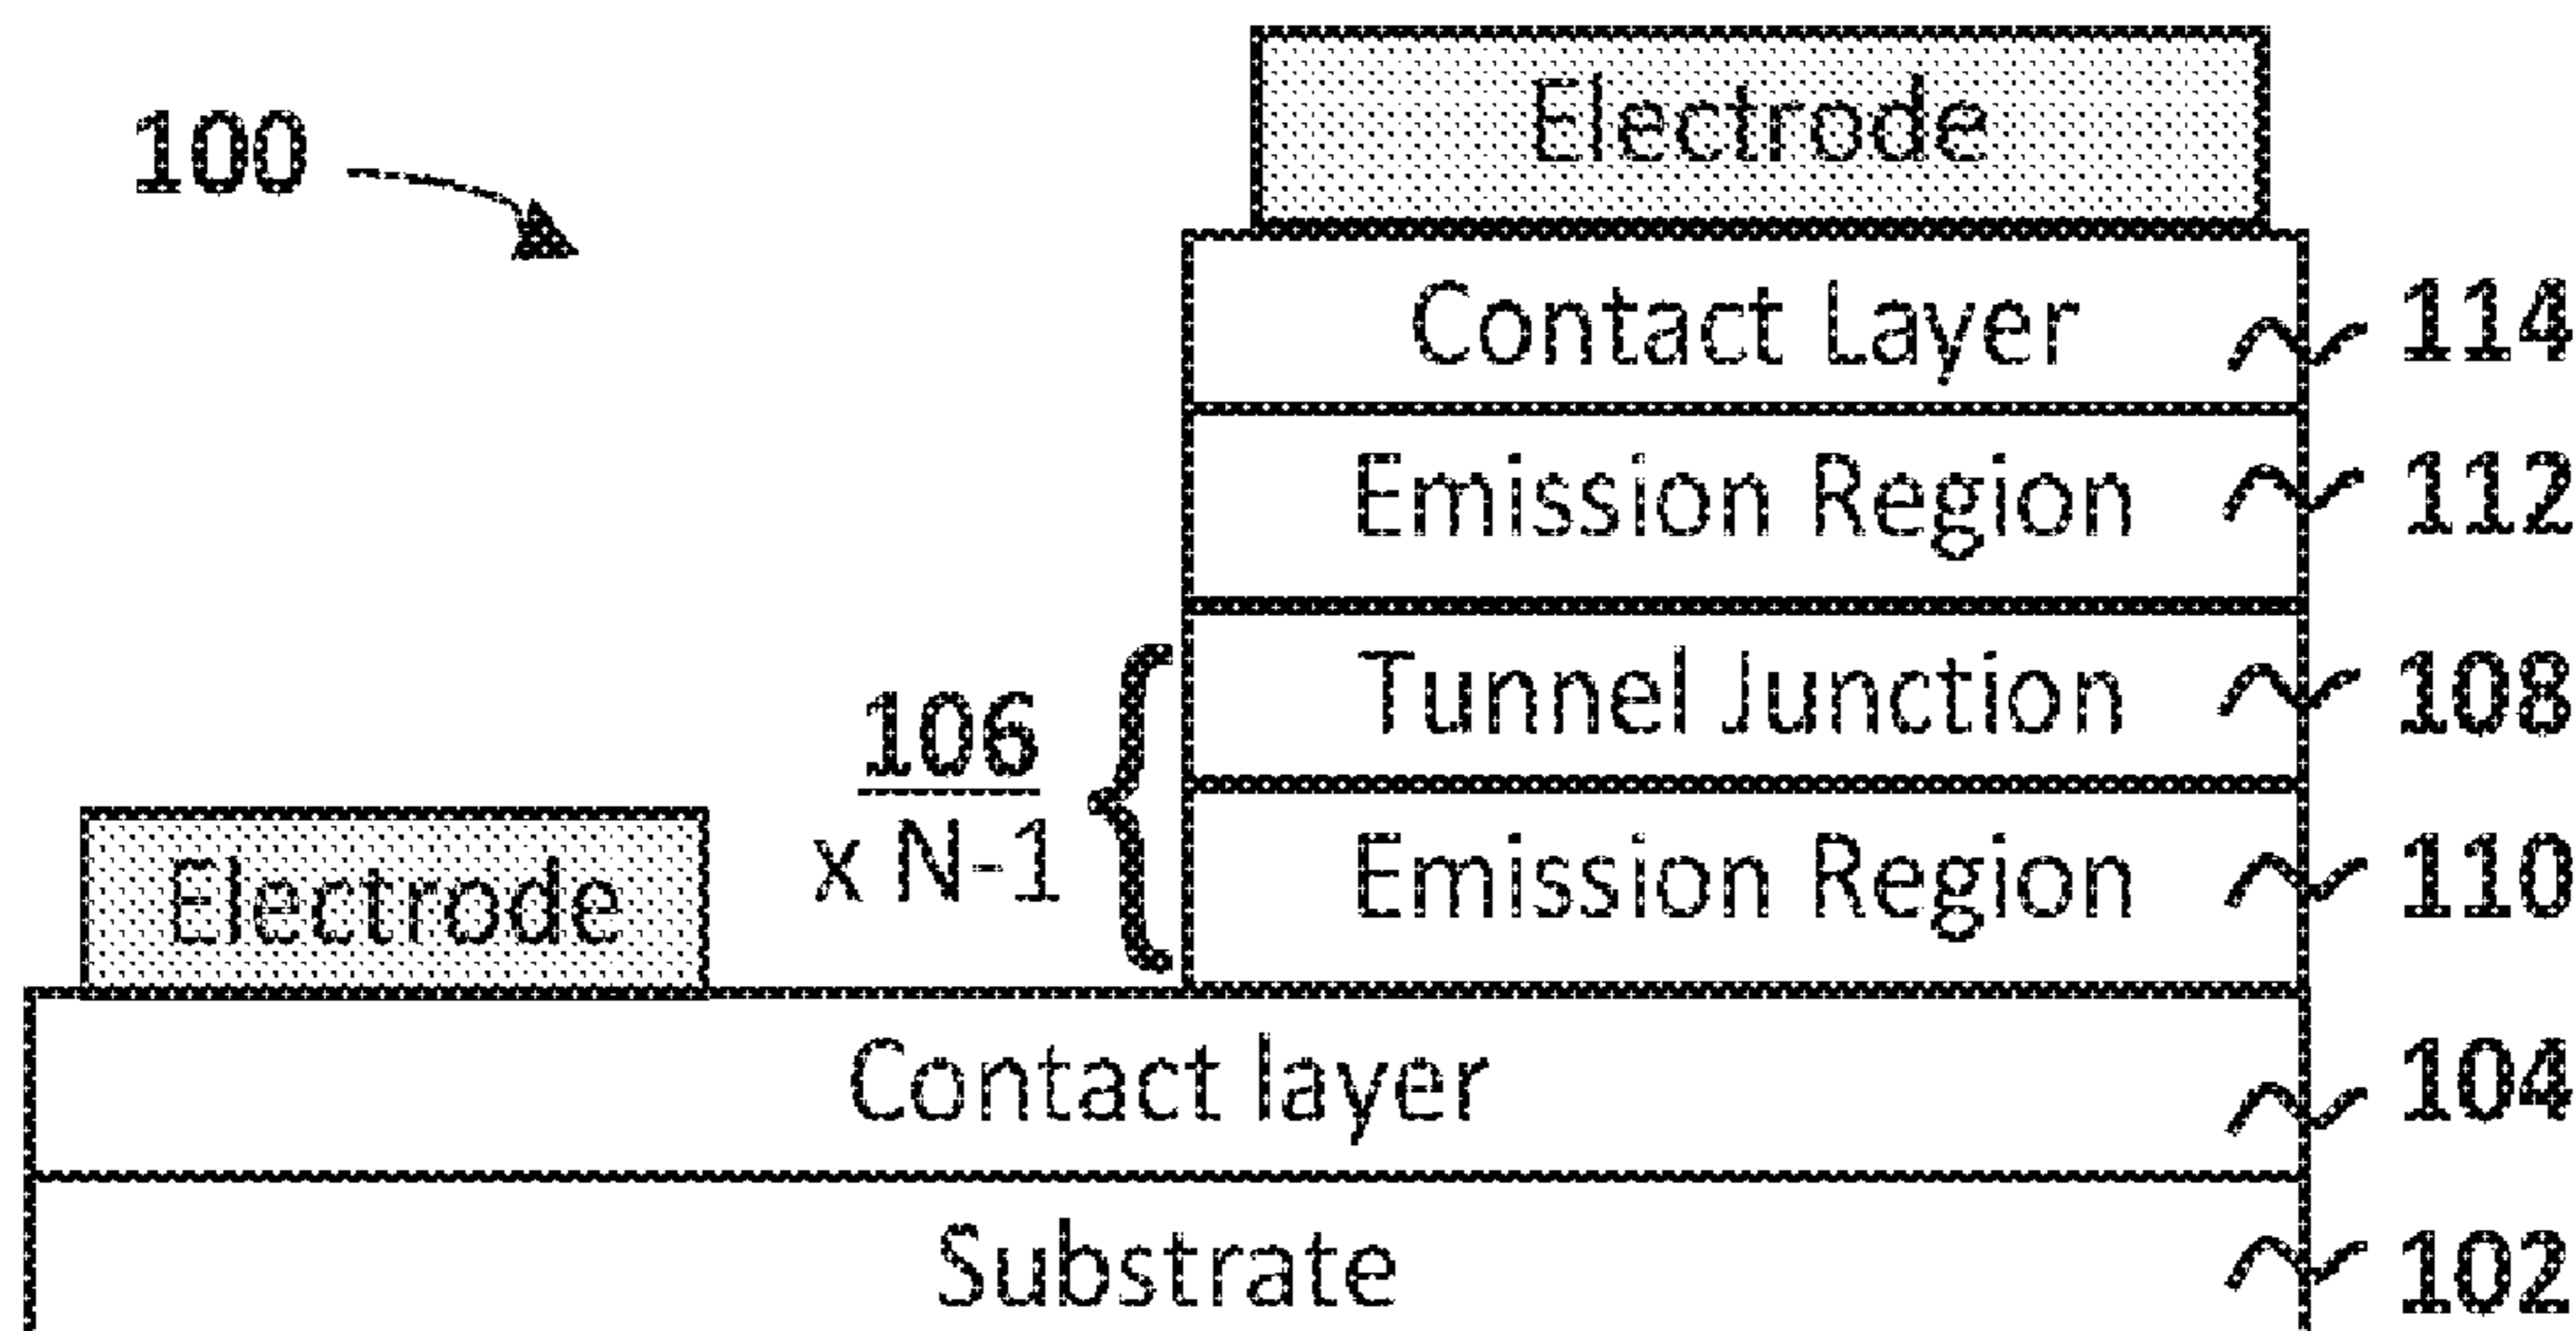 Electrode
100
Contact Layer 114
Emission Region 112
Tunnel Junction 108
106
x N-1
Electrode
Emission Region 110
Contact layer 104
Substrate 102